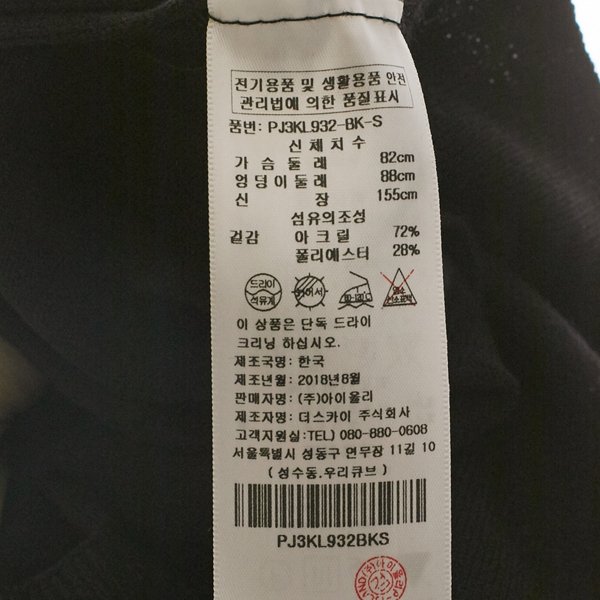 전기용품 및 생활용품 안전
관리법에 의한 품질표시
품번: PJ3KL932-BK-S
신체치수
가슴둘레 82cm
엉덩이둘레 88cm
신장 155cm
섬유의조성
겉감 아크릴 72%
폴리에스터 28%
드라이
석유계
이 상품은 단독 드라이
크리닝 하십시오.
제조국명: 한국
제조년월: 2018년8월
판매자명: (주)아이올리
제조자명: 더스카이 주식회사
고객지원실:TEL) 080-880-0608
서울특별시 성동구 연무장 11길 10
(성수동.우리큐브)
PJ3KL932BKS